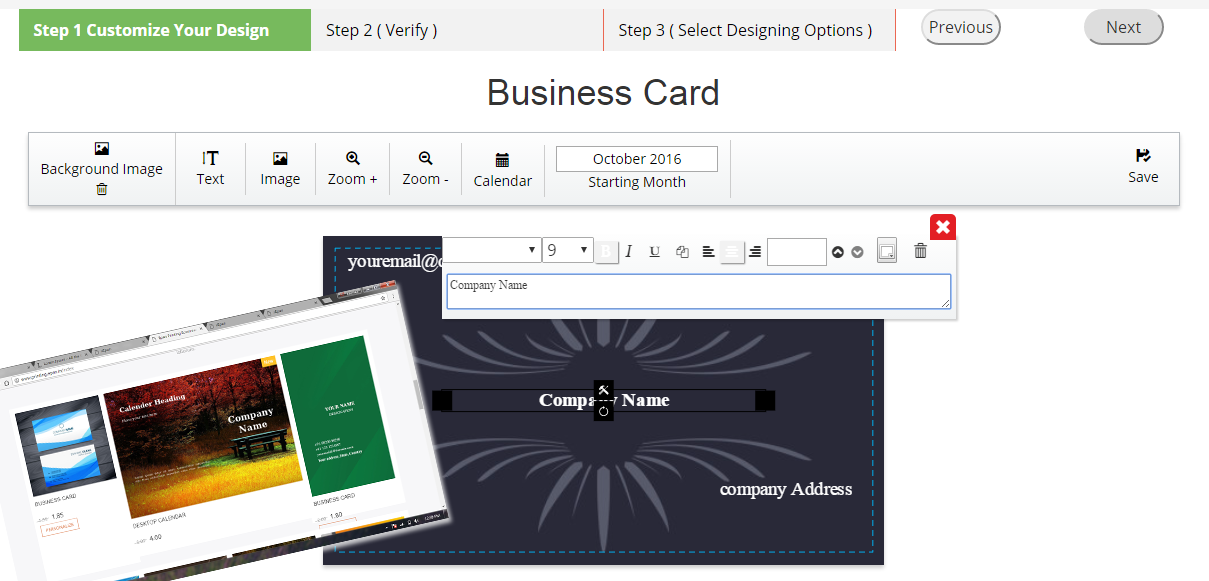 Step 1 Customize Your Design
Step 2 ( Verify )
Step 3 ( Select Designing Options )
Previous
Next
Business Card
Background Image
Text
Image
Zoom +
Zoom -
Calendar
October 2016
Starting Month
Save
9
B
I
U
youremail@
Company Name
Company Name
company Address
Calender Heading
Company
Name
YOUR NAME
BUSINESS CARD
1.85
DESKTOP CALENDAR
4.00
BUSINESS CARD
1.80